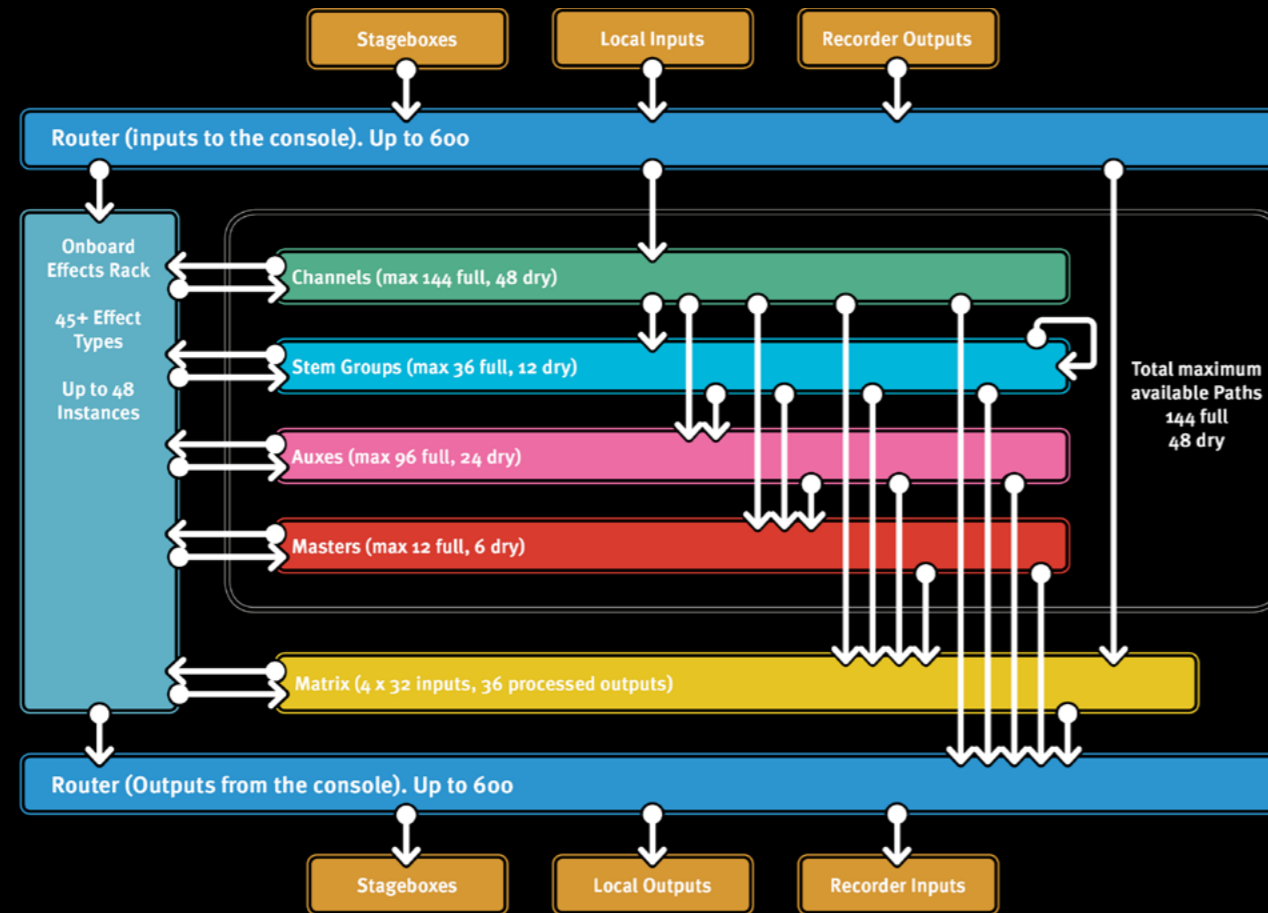 Stageboxes
Local Inputs
Recorder Outputs
Router (inputs to the console). Up to 600
Onboard
Effects Rack
45+ Effect
Types
Up to 48
Instances
Channels (max 144 full, 48 dry)
Stem Groups (max 36 full, 12 dry)
Auxes (max 96 full, 24 dry)
Masters (max 12 full, 6 dry)
Total maximum
available Paths
144 full
48 dry
Matrix (4 x 32 inputs, 36 processed outputs)
Router (Outputs from the console). Up to 600
Stageboxes
Local Outputs
Recorder Inputs